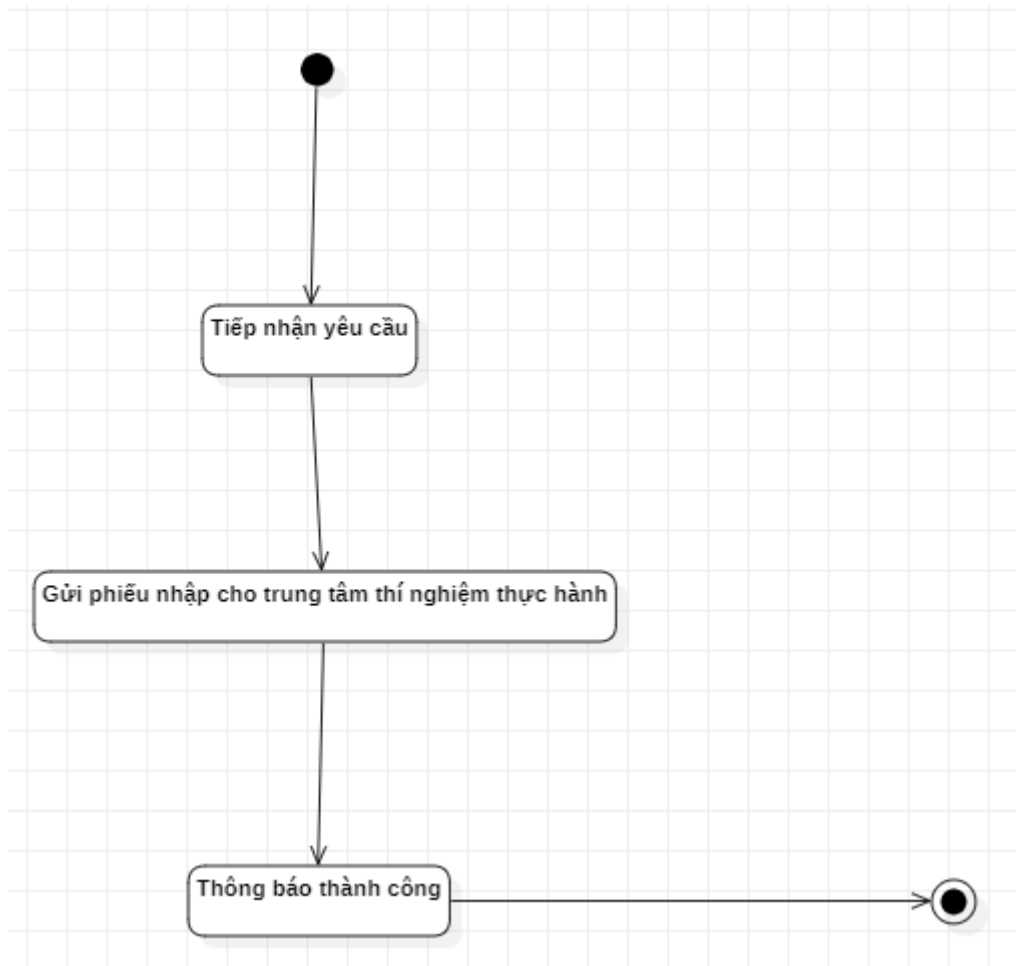 Tiếp nhận yêu cầu
Gửi phiếu nhập cho trung tâm thí nghiệm thực hành
Thông báo thành công